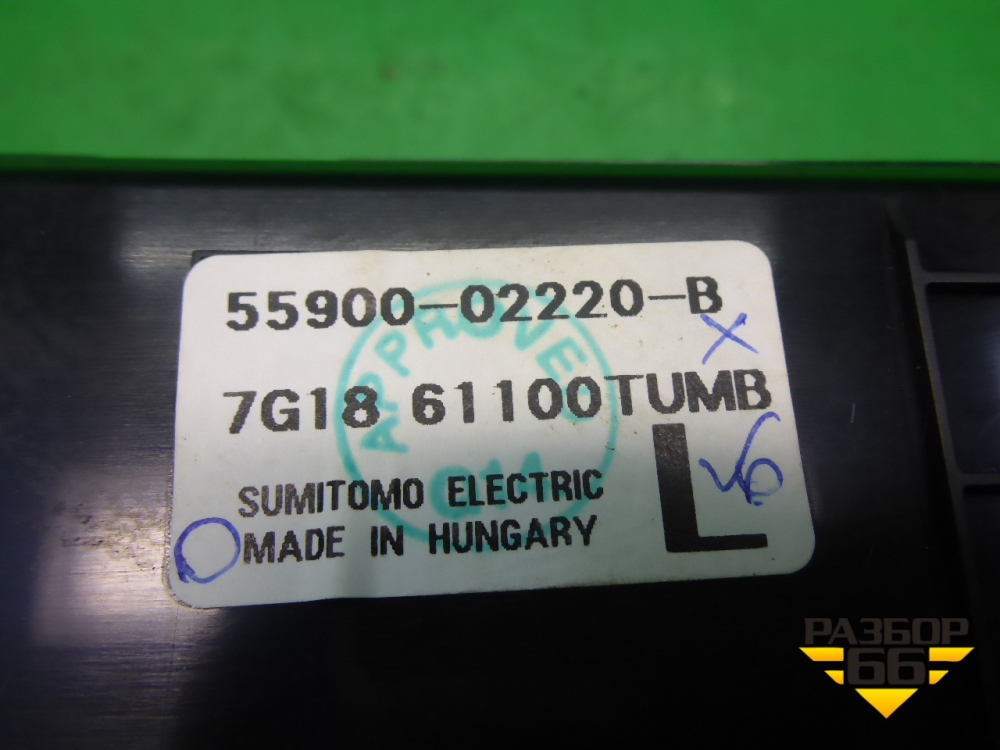 55900-02220-B
7G18 61100TUMB
L
SUMITOMO ELECTRIC
MADE IN HUNGARY
APPROVED
РАЗБОР
66